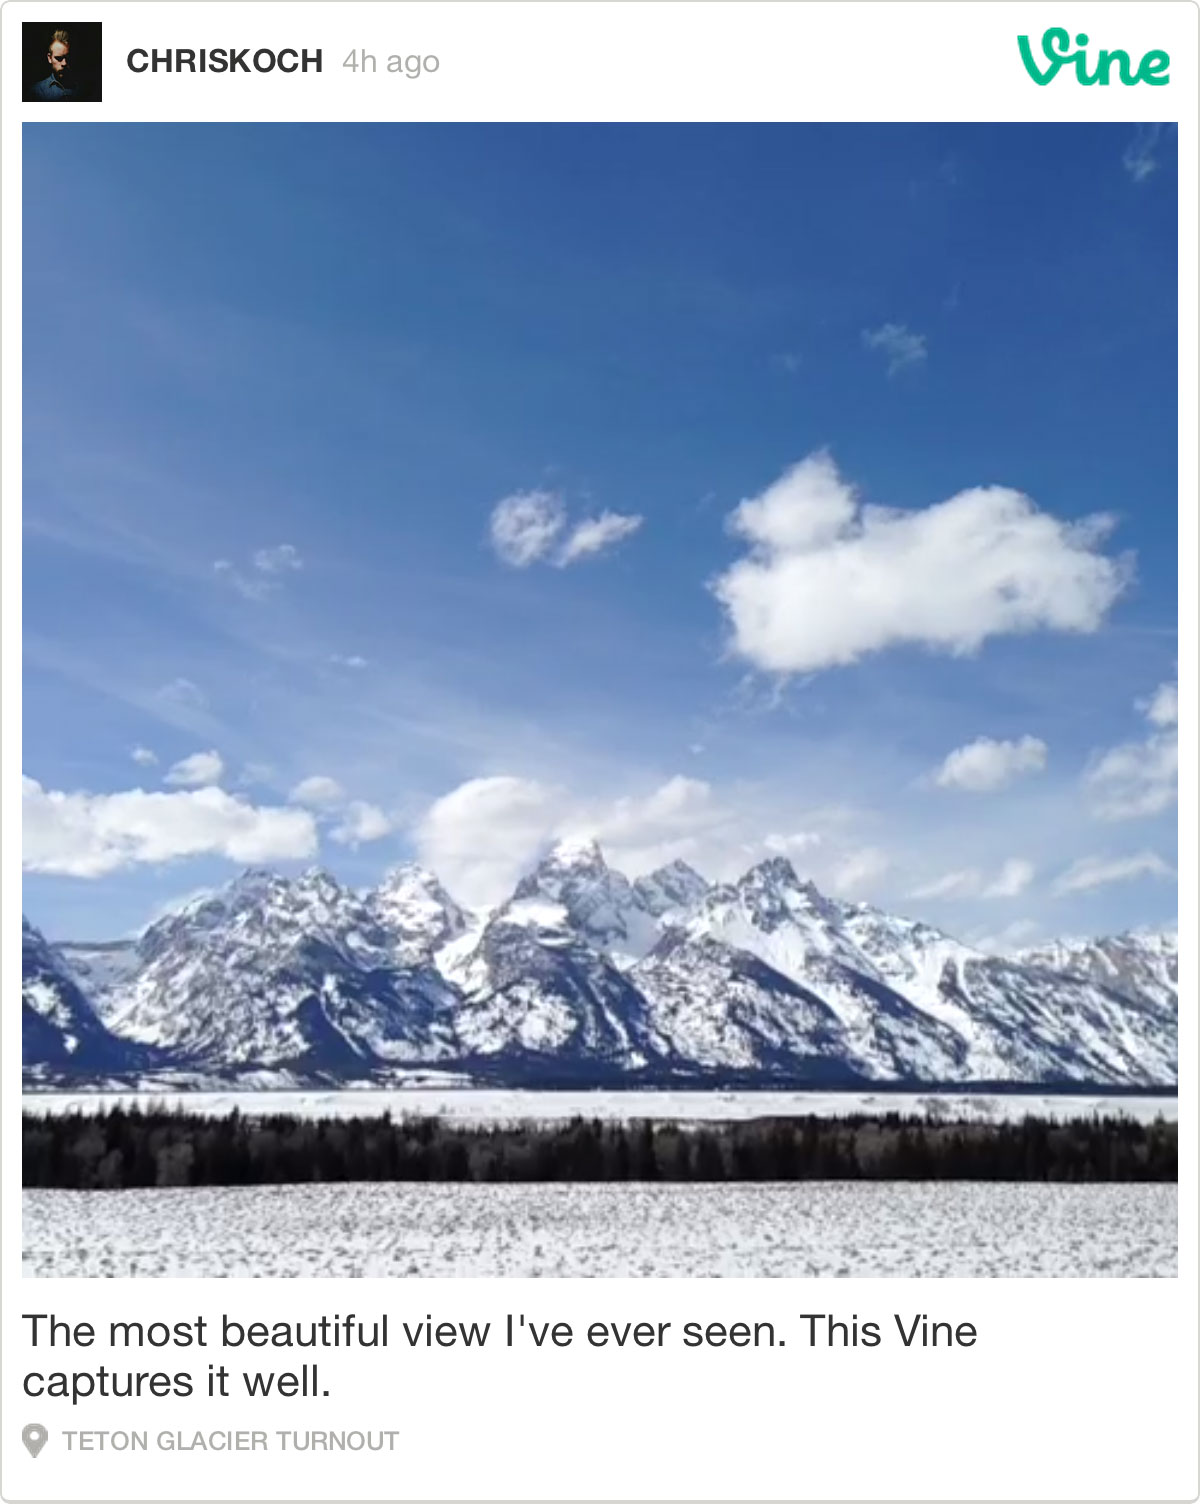 CHRISKOCH 4h ago
Vine
The most beautiful view I've ever seen. This Vine
captures it well.
TETON GLACIER TURNOUT